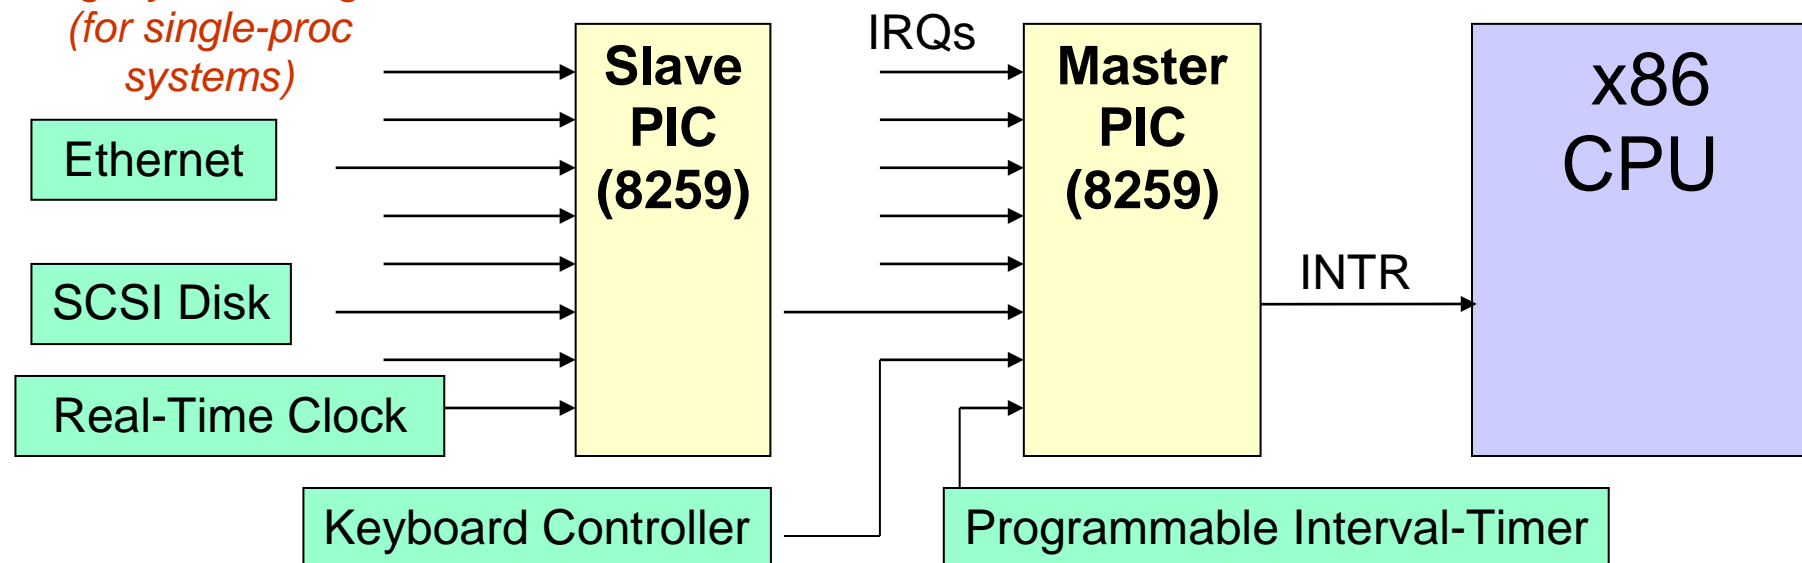 (for single-proc
systems)
Ethernet
SCSI Disk
Real-Time Clock
Keyboard Controller
Slave
PIC
(8259)
IRQs
Master
PIC
(8259)
Programmable Interval-Timer
INTR
x86
CPU